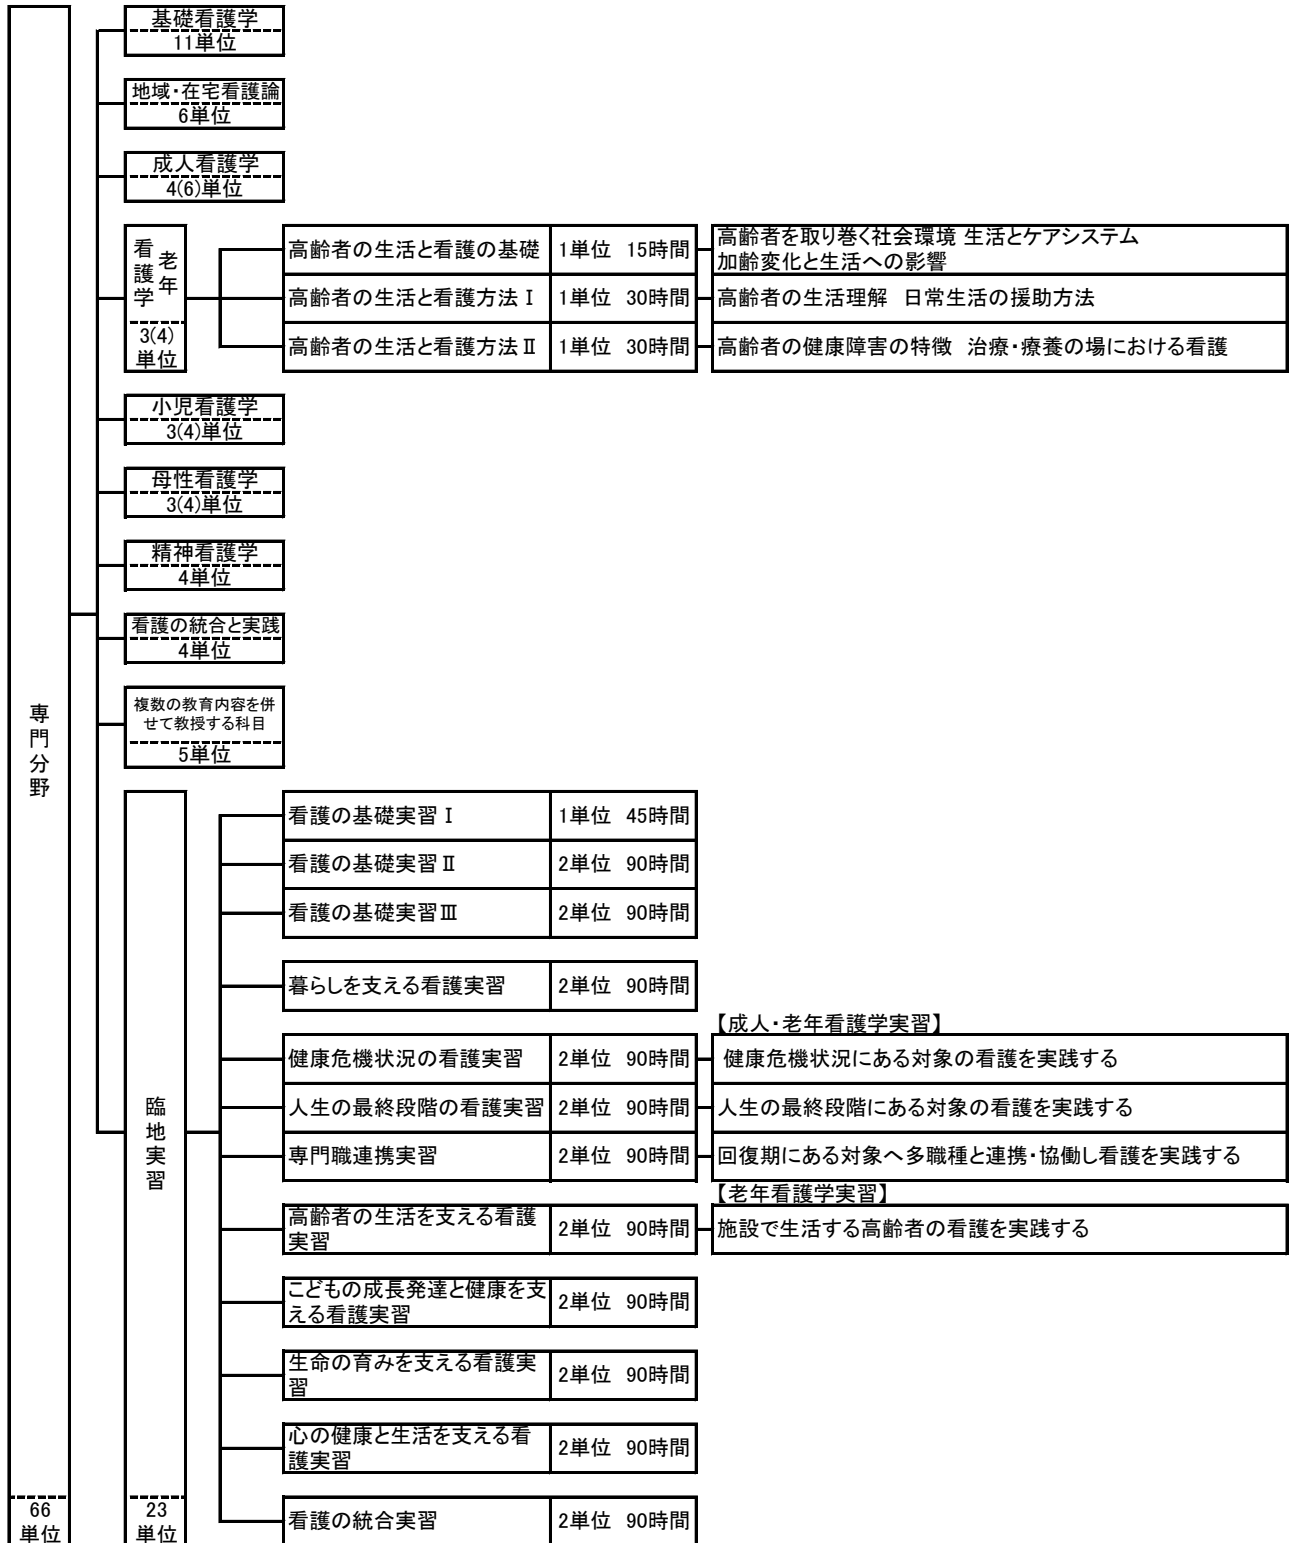 専門分野
66
単位
基礎看護学
11単位
地域・在宅看護論
6単位
成人看護学
4(6)単位
老年
看護学
3(4)
単位
高齢者の生活と看護の基礎 1単位 15時間
高齢者を取り巻く社会環境 生活とケアシステム
加齢変化と生活への影響
高齢者の生活と看護方法Ⅰ 1単位 30時間
高齢者の生活理解 日常生活の援助方法
高齢者の生活と看護方法Ⅱ 1単位 30時間
高齢者の健康障害の特徴 治療・療養の場における看護
小児看護学
3(4)単位
母性看護学
3(4)単位
精神看護学
4単位
看護の統合と実践
4単位
複数の教育内容を併
せて教授する科目
5単位
臨地実習
23
単位
看護の基礎実習Ⅰ 1単位 45時間
看護の基礎実習Ⅱ 2単位 90時間
看護の基礎実習Ⅲ 2単位 90時間
暮らしを支える看護実習 2単位 90時間
【成人・老年看護学実習】
健康危機状況の看護実習 2単位 90時間
健康危機状況にある対象の看護を実践する
人生の最終段階の看護実習 2単位 90時間
人生の最終段階にある対象の看護を実践する
専門職連携実習 2単位 90時間
回復期にある対象へ多職種と連携・協働し看護を実践する
【老年看護学実習】
高齢者の生活を支える看護
実習
2単位 90時間
施設で生活する高齢者の看護を実践する
こどもの成長発達と健康を支
える看護実習
2単位 90時間
生命の育みを支える看護実
習
2単位 90時間
心の健康と生活を支える看
護実習
2単位 90時間
看護の統合実習 2単位 90時間